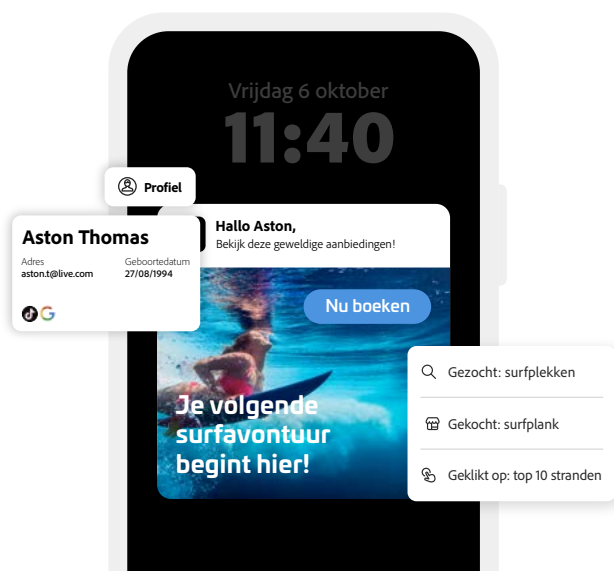 Vrijdag 6 oktober
11:40
Profiel
Aston Thomas
Adres
aston.t@live.com
Geboortedatum
27/08/1994
Hallo Aston,
Bekijk deze geweldige aanbiedingen!
Nu boeken
Je volgende
surfavontuur
begint hier!
Gezocht: surfplekken
Gekocht: surfplank
Geklikt op: top 10 stranden